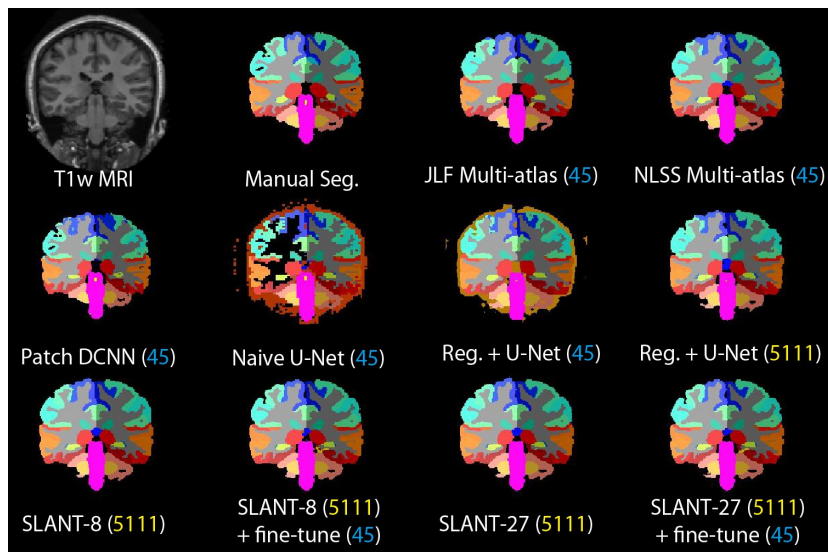 T1w MRI
Manual Seg.
JLF Multi-atlas (45)
NLSS Multi-atlas (45)
Patch DCNN (45)
Naive U-Net (45)
Reg. + U-Net (45)
Reg. + U-Net (5111)
SLANT-8 (5111)
SLANT-8 (5111)
+ fine-tune (45)
SLANT-27 (5111)
SLANT-27 (5111)
+ fine-tune (45)